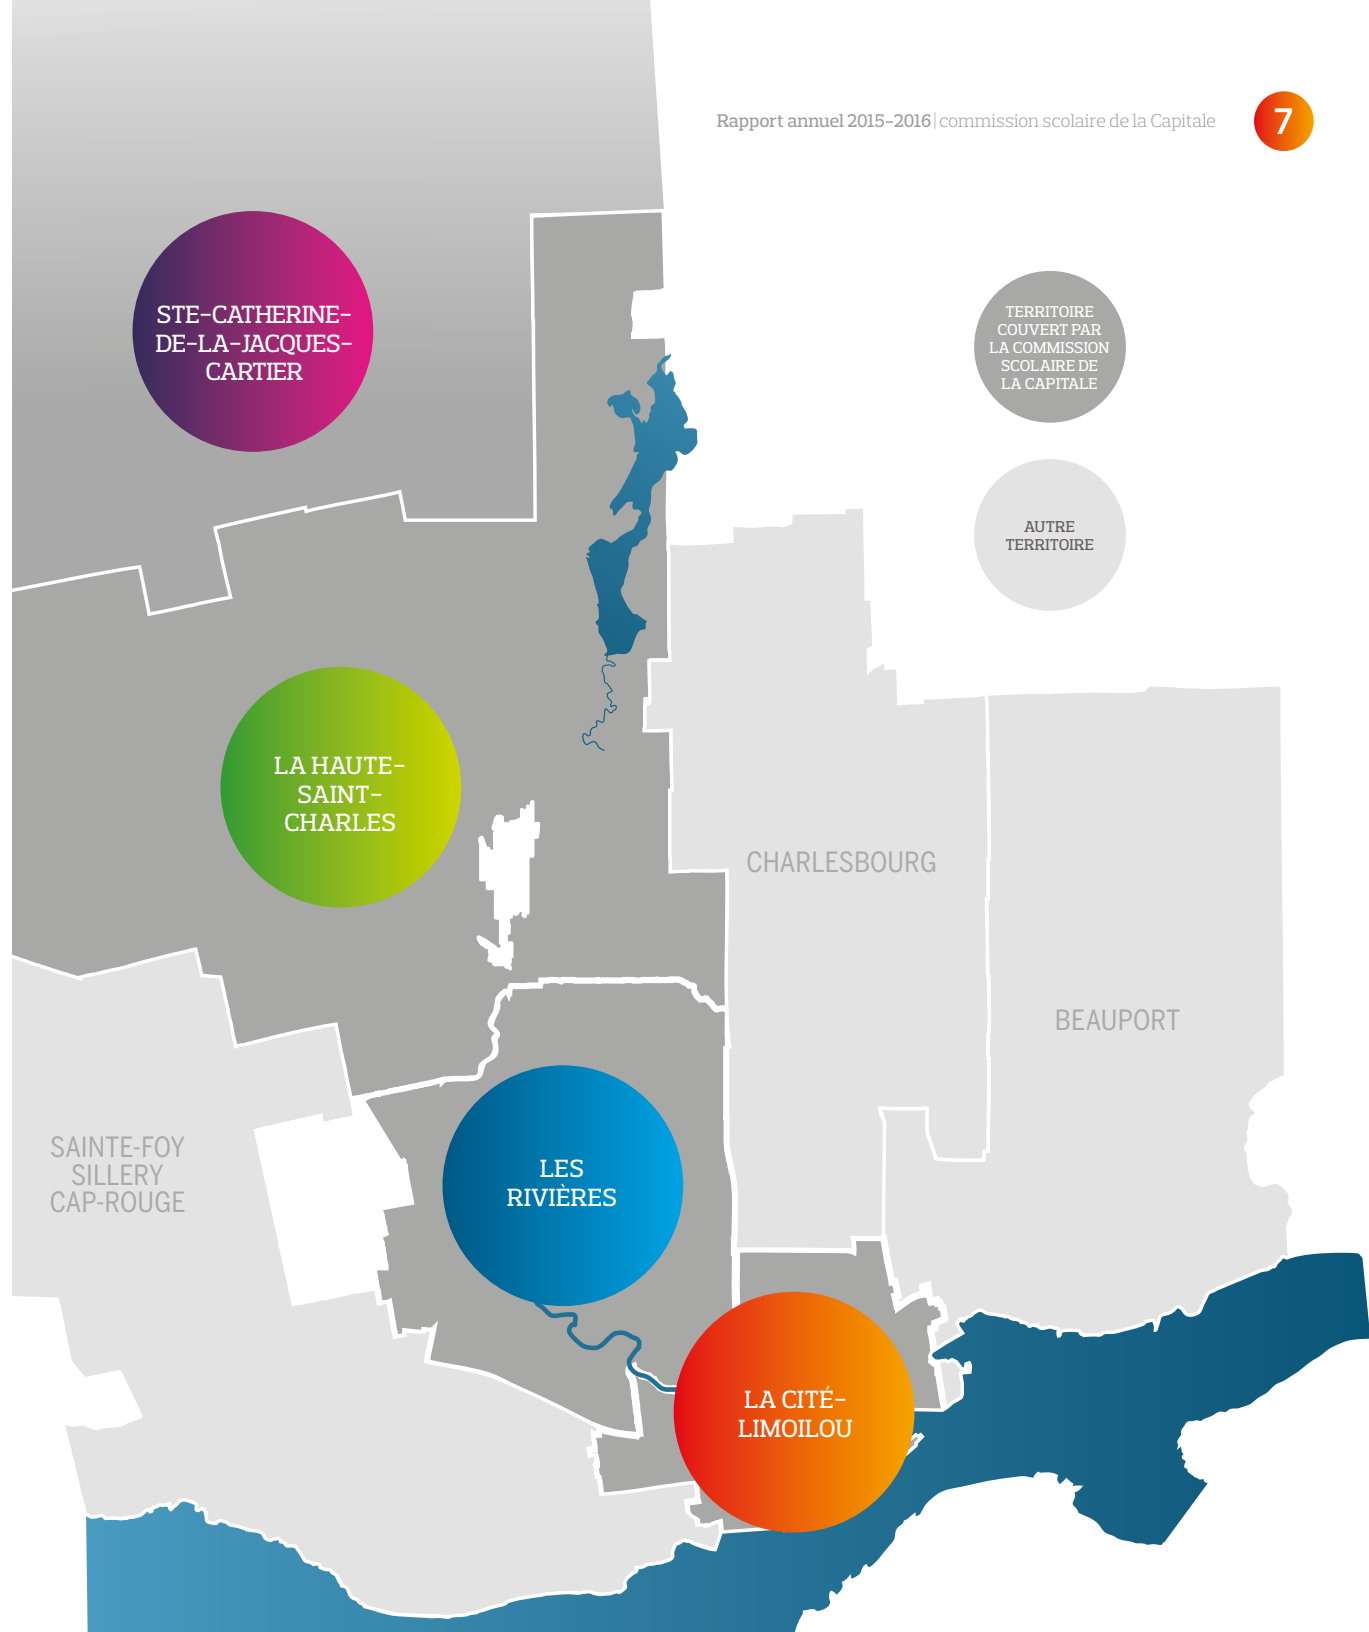 Rapport annuel 2015-2016 | commission scolaire de la Capitale
7
STE-CATHERINE-
DE-LA-JACQUES-
CARTIER
TERRITOIRE
COUVERT PAR
LA COMMISSION
SCOLAIRE DE
LA CAPITALE
AUTRE
TERRITOIRE
LA HAUTE-
SAINT-
CHARLES
CHARLESBOURG
BEAUPORT
SAINTE-FOY
SILLERY
CAP-ROUGE
LES
RIVIÈRES
LA CITÉ-
LIMOILOU